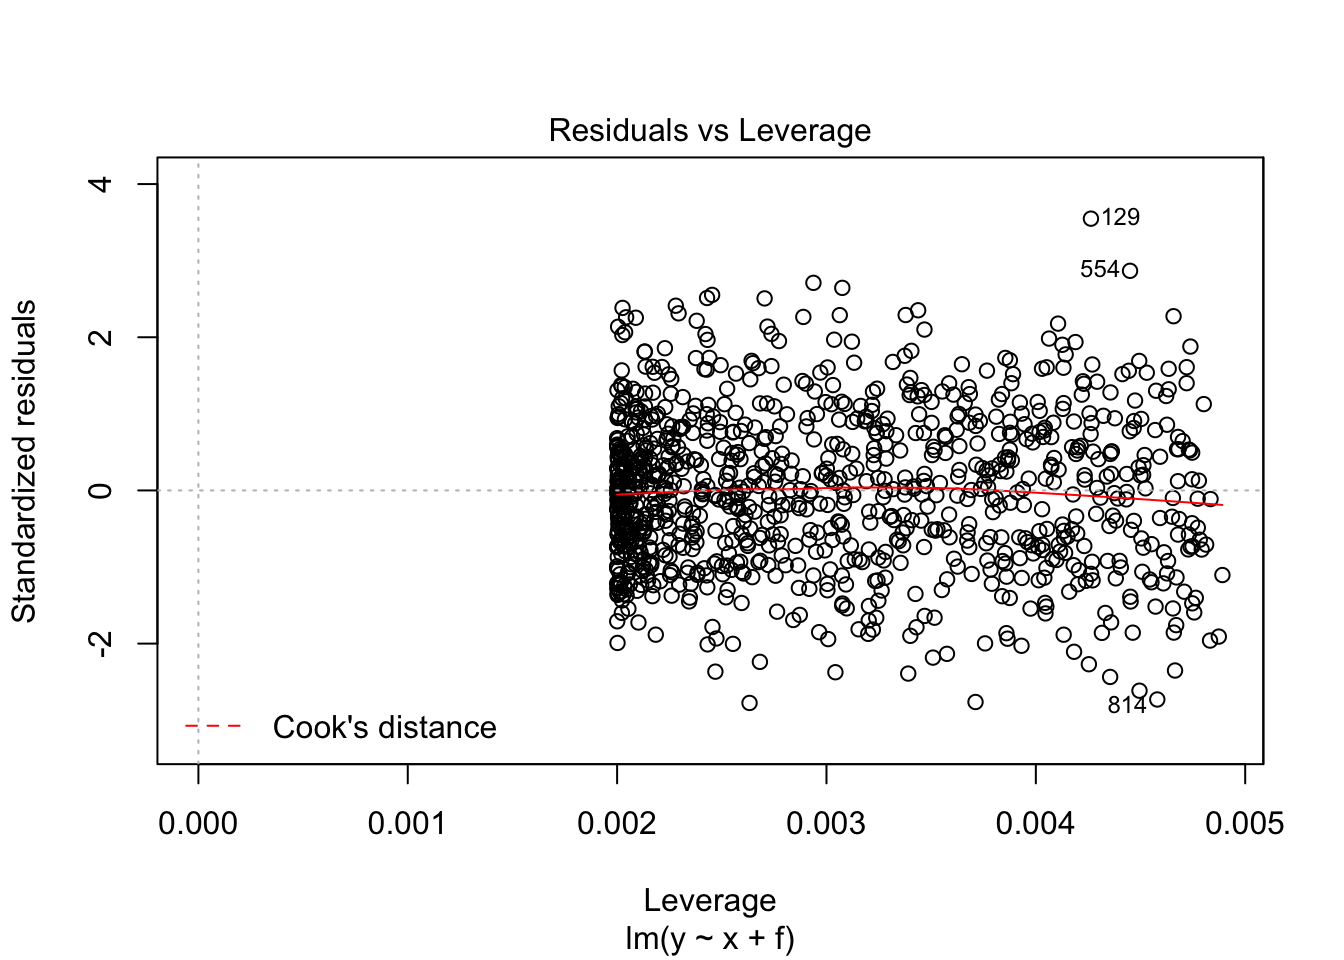 Residuals vs Leverage
Standardized residuals
4
2
0
-2
129
554
814
Cook's distance
0.000 0.001 0.002 0.003 0.004 0.005
Leverage
lm(y ~ x + f)